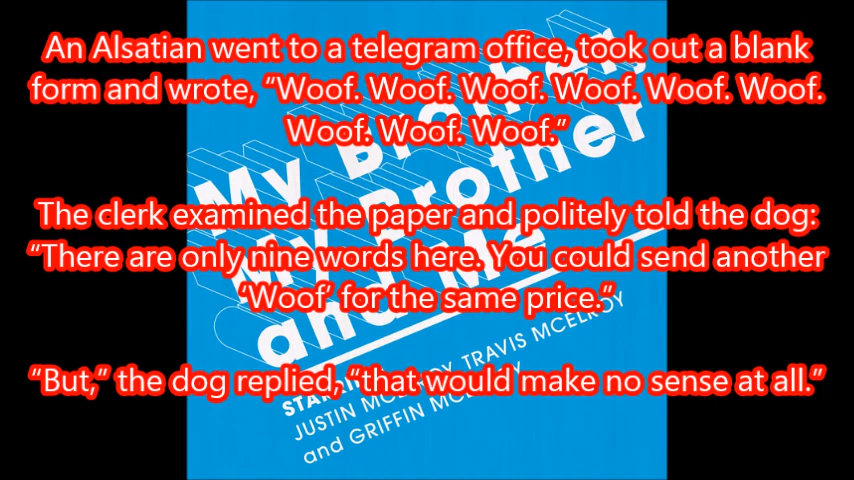 An Alsatian went to a telegram office, took out a blank
form and wrote, “Woof. Woof. Woof. Woof. Woof. Woof.
Woof. Woof. Woof.”
The clerk examined the paper and politely told the dog:
“There are only nine words here. You could send another
‘Woof’ for the same price.”
“But,” the dog replied, “that would make no sense at all.”
My Brother,
My Brother
and Me
STARRING
JUSTIN MCELROY, TRAVIS MCELROY
and GRIFFIN MCELROY